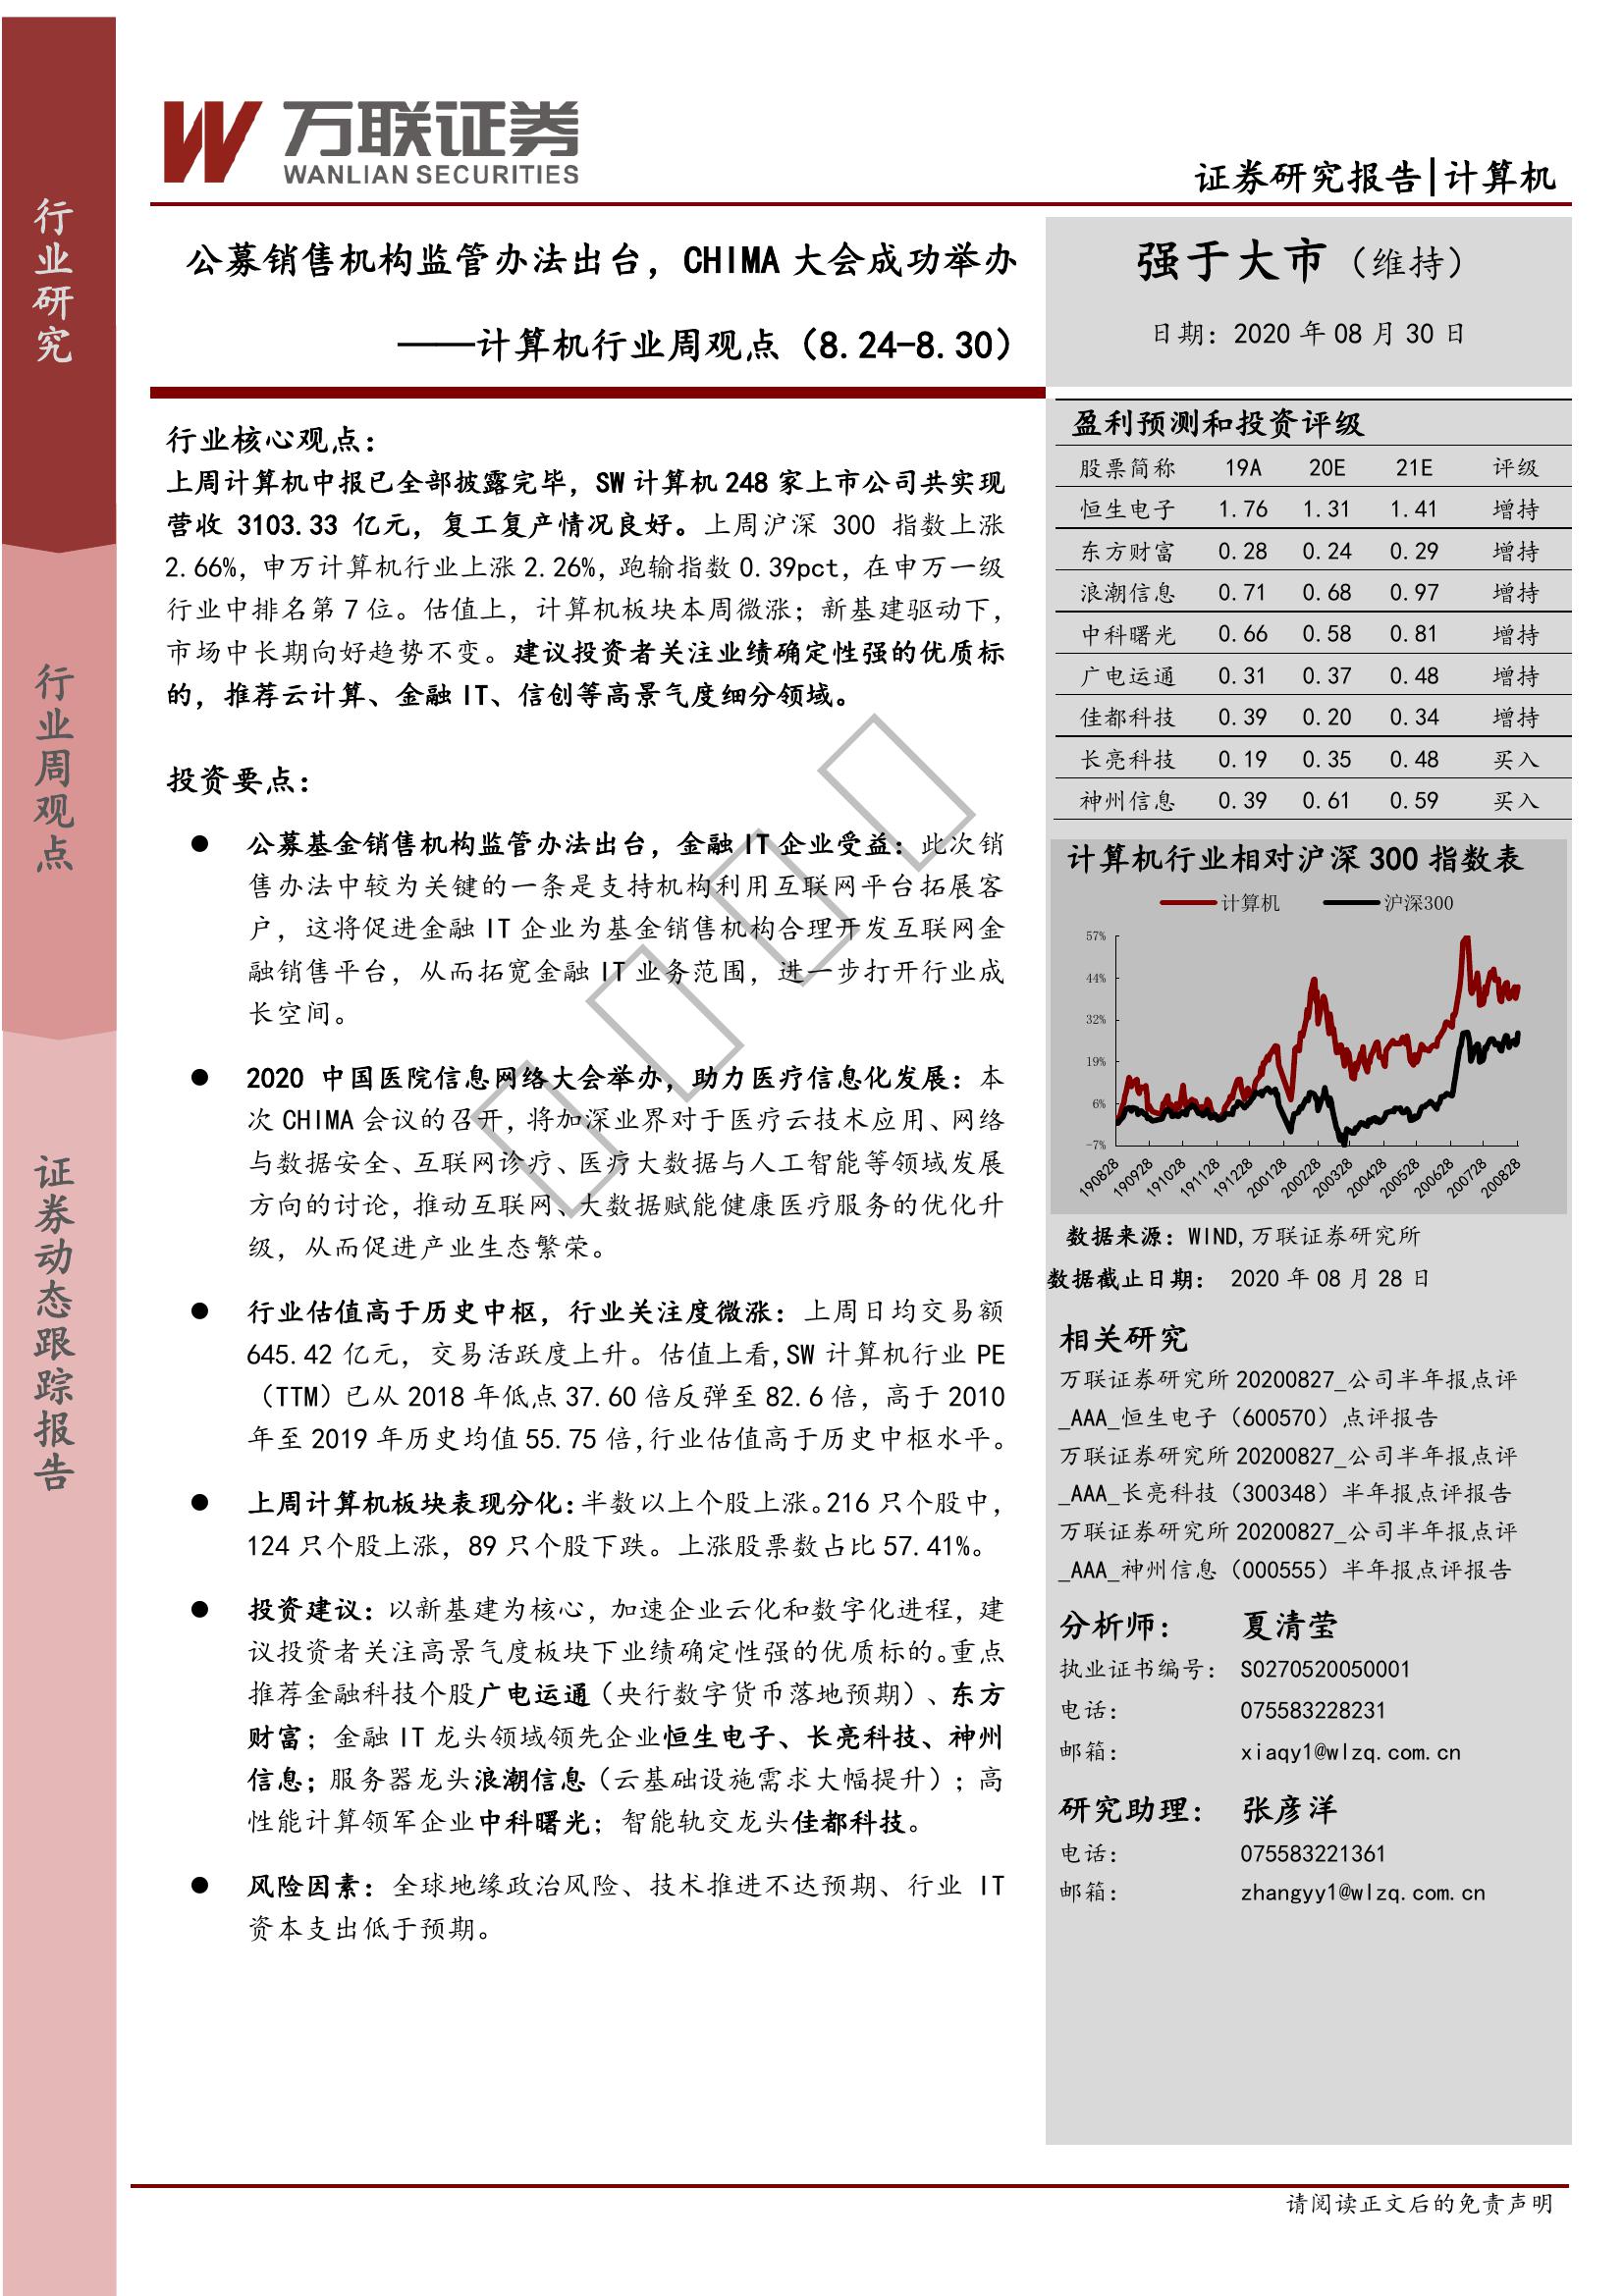 行业研究
行业周观点
证券动态跟踪报告
万联证券
WANLIAN SECURITIES
证券研究报告|计算机
公募销售机构监管办法出台，CHIMA 大会成功举办
——计算机行业周观点（8.24-8.30）
强于大市（维持）
日期：2020 年 08 月 30 日
行业核心观点：
上周计算机中报已全部披露完毕，SW 计算机 248 家上市公司共实现
营收 3103.33 亿元，复工复产情况良好。上周沪深 300 指数上涨
2.66%，申万计算机行业上涨 2.26%，跑输指数 0.39pct，在申万一级
行业中排名第 7 位。估值上，计算机板块本周微涨；新基建驱动下，
市场中长期向好趋势不变。建议投资者关注业绩确定性强的优质标
的，推荐云计算、金融 IT、信创等高景气度细分领域。
投资要点：
● 公募基金销售机构监管办法出台，金融 IT 企业受益：此次销
售办法中较为关键的一条是支持机构利用互联网平台拓展客
户，这将促进金融 IT 企业为基金销售机构合理开发互联网金
融销售平台，从而拓宽金融 IT 业务范围，进一步打开行业成
长空间。
● 2020 中国医院信息网络大会举办，助力医疗信息化发展：本
次 CHIMA 会议的召开，将加深业界对于医疗云技术应用、网络
与数据安全、互联网诊疗、医疗大数据与人工智能等领域发展
方向的讨论，推动互联网、大数据赋能健康医疗服务的优化升
级，从而促进产业生态繁荣。
● 行业估值高于历史中枢，行业关注度微涨：上周日均交易额
645.42 亿元，交易活跃度上升。估值上看，SW 计算机行业 PE
（TTM）已从 2018 年低点 37.60 倍反弹至 82.6 倍，高于 2010
年至 2019 年历史均值 55.75 倍，行业估值高于历史中枢水平。
● 上周计算机板块表现分化：半数以上个股上涨。216 只个股中，
124 只个股上涨，89 只个股下跌。上涨股票数占比 57.41%。
● 投资建议：以新基建为核心，加速企业云化和数字化进程，建
议投资者关注高景气度板块下业绩确定性强的优质标的。重点
推荐金融科技个股广电运通（央行数字货币落地预期）、东方
财富；金融 IT 龙头领域领先企业恒生电子、长亮科技、神州
信息；服务器龙头浪潮信息（云基础设施需求大幅提升）；高
性能计算领军企业中科曙光；智能轨交龙头佳都科技。
● 风险因素：全球地缘政治风险、技术推进不达预期、行业 IT
资本支出低于预期。
盈利预测和投资评级
股票简称 19A 20E 21E 评级
恒生电子 1.76 1.31 1.41 增持
东方财富 0.28 0.24 0.29 增持
浪潮信息 0.71 0.68 0.97 增持
中科曙光 0.66 0.58 0.81 增持
广电运通 0.31 0.37 0.48 增持
佳都科技 0.39 0.20 0.34 增持
长亮科技 0.19 0.35 0.48 买入
神州信息 0.39 0.61 0.59 买入
计算机行业相对沪深 300 指数表
计算机 沪深300
57%
44%
32%
19%
6%
-7%
190828 190928 191028 191128 191228 200128 200228 200328 200428 200528 200628 200728 200828
数据来源：WIND,万联证券研究所
数据截止日期： 2020 年 08 月 28 日
相关研究
万联证券研究所 20200827_公司半年报点评
_AAA_恒生电子（600570）点评报告
万联证券研究所 20200827_公司半年报点评
_AAA_长亮科技（300348）半年报点评报告
万联证券研究所 20200827_公司半年报点评
_AAA_神州信息（000555）半年报点评报告
分析师： 夏清莹
执业证书编号： S0270520050001
电话： 075583228231
邮箱： xiaqy1@wlzq.com.cn
研究助理： 张彦洋
电话： 075583221361
邮箱： zhangyy1@wlzq.com.cn
请阅读正文后的免责声明